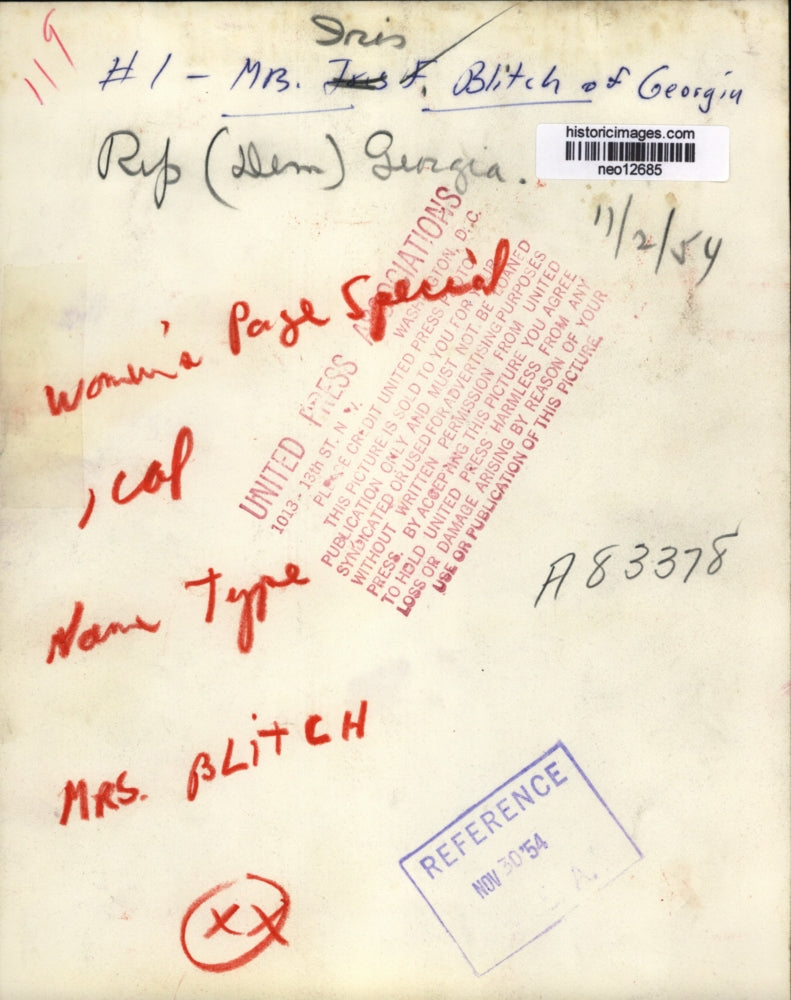 119
Iris
#1 - MRS. F. Blitch of Georgia
Rep (Dem) Georgia.
historicimages.com
neo12685
11/2/54
Women's Page Special
1 col
Name Type
MRS. BLITCH
XX
UNITED PRESS ASSOCIATIONS
1013 - 13th ST. N.W. WASHINGTON, D.C.
PLEASE CREDIT UNITED PRESS PHOTO
THIS PICTURE IS SOLD TO YOU FOR YOUR
PUBLICATION ONLY AND MUST NOT BE LOANED
SYNDICATED OR USED FOR ADVERTISING PURPOSES
WITHOUT WRITTEN PERMISSION FROM UNITED
PRESS. BY ACCEPTING THIS PICTURE YOU AGREE
TO HOLD UNITED PRESS HARMLESS FROM ANY
LOSS OR DAMAGE ARISING BY REASON OF YOUR
USE OR PUBLICATION OF THIS PICTURE.
A83378
REFERENCE
NOV 30 '54
A.